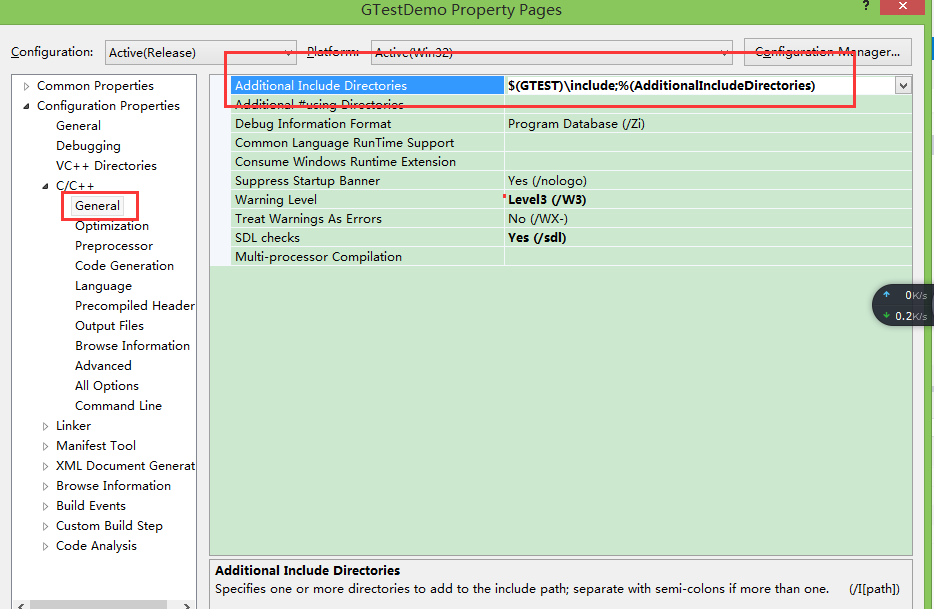 GTestDemo Property Pages
? ×
Configuration: Active(Release) Platform: Active(Win32) Configuration Manager...
Common Properties
Configuration Properties
General
Debugging
VC++ Directories
C/C++
General
Optimization
Preprocessor
Code Generation
Language
Precompiled Header
Output Files
Browse Information
Advanced
All Options
Command Line
Linker
Manifest Tool
XML Document Generat
Browse Information
Build Events
Custom Build Step
Code Analysis
Additional Include Directories $(GTEST)\include;%(AdditionalIncludeDirectories)
Additional #using Directories
Debug Information Format Program Database (/Zi)
Common Language RunTime Support
Consume Windows Runtime Extension
Suppress Startup Banner Yes (/nologo)
Warning Level Level3 (/W3)
Treat Warnings As Errors No (/WX-)
SDL checks Yes (/sdl)
Multi-processor Compilation
↑ 0K/s
↓ 0.2K/s
Additional Include Directories
Specifies one or more directories to add to the include path; separate with semi-colons if more than one. (/I[path])